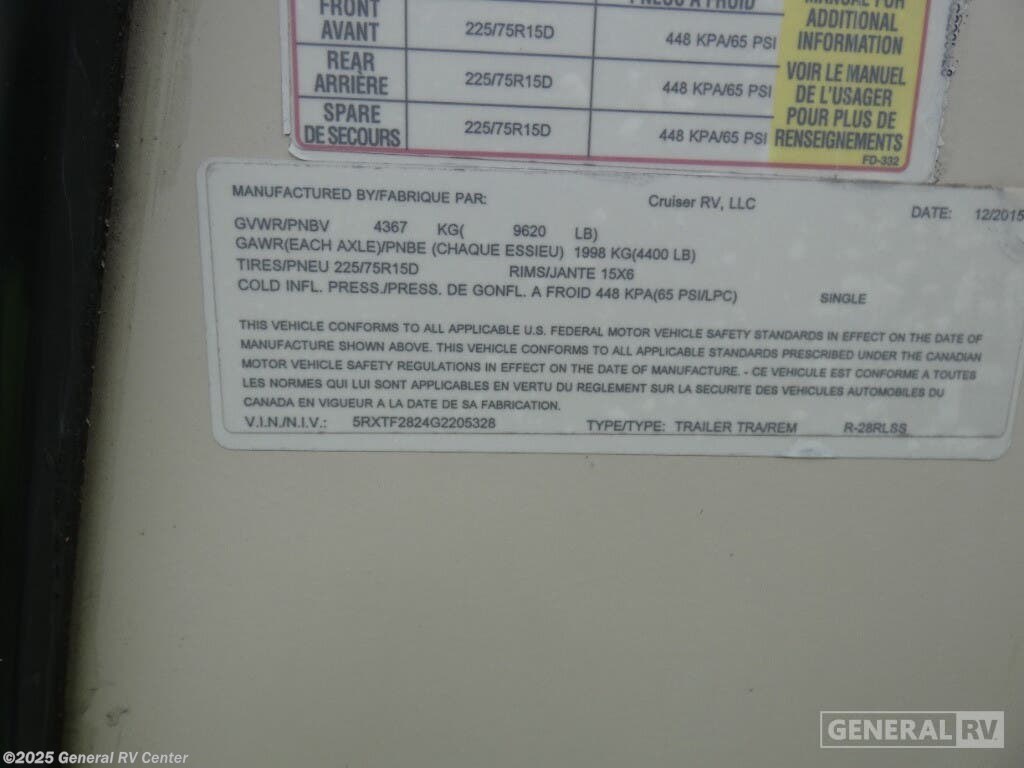 FRONT
AVANT 225/75R15D 448 KPA/65 PSI
ADDITIONAL
INFORMATION
REAR
ARRIÈRE 225/75R15D 448 KPA/65 PSI
VOIR LE MANUEL
DE L'USAGER
POUR PLUS DE
RENSEIGNEMENTS
SPARE
DE SECOURS 225/75R15D 448 KPA/65 PSI
FD-332
MANUFACTURED BY/FABRIQUE PAR: Cruiser RV, LLC DATE: 12/2015
GVWR/PNBV 4367 KG( 9620 LB)
GAWR(EACH AXLE)/PNBE (CHAQUE ESSIEU) 1998 KG(4400 LB)
TIRES/PNEU 225/75R15D RIMS/JANTE 15X6
COLD INFL. PRESS./PRESS. DE GONFL. A FROID 448 KPA(65 PSI/LPC) SINGLE
THIS VEHICLE CONFORMS TO ALL APPLICABLE U.S. FEDERAL MOTOR VEHICLE SAFETY STANDARDS IN EFFECT ON THE DATE OF
MANUFACTURE SHOWN ABOVE. THIS VEHICLE CONFORMS TO ALL APPLICABLE STANDARDS PRESCRIBED UNDER THE CANADIAN
MOTOR VEHICLE SAFETY REGULATIONS IN EFFECT ON THE DATE OF MANUFACTURE. - CE VEHICULE EST CONFORME A TOUTES
LES NORMES QUI LUI SONT APPLICABLES EN VERTU DU REGLEMENT SUR LA SECURITE DES VEHICULES AUTOMOBILES DU
CANADA EN VIGUEUR A LA DATE DE SA FABRICATION.
V.I.N./N.I.V.: 5RXTF2824G2205328 TYPE/TYPE: TRAILER TRA/REM R-28RLSS
GENERAL RV
©2025 General RV Center